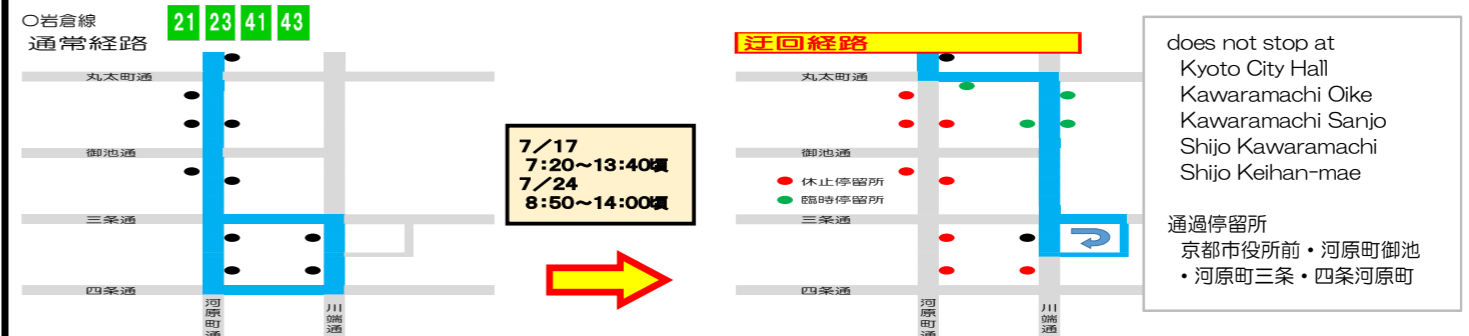 〇岩倉線
21 23 41 43
通常経路
丸太町通
御池通
三条通
四条通
河原町通
川端通
7／17
7:20～13:40頃
7／24
8:50～14:00頃
迂回経路
丸太町通
御池通
休止停留所
臨時停留所
三条通
四条通
河原町通
川端通
does not stop at
Kyoto City Hall
Kawaramachi Oike
Kawaramachi Sanjo
Shijo Kawaramachi
Shijo Keihan-mae
通過停留所
京都市役所前・河原町御池
・河原町三条・四条河原町